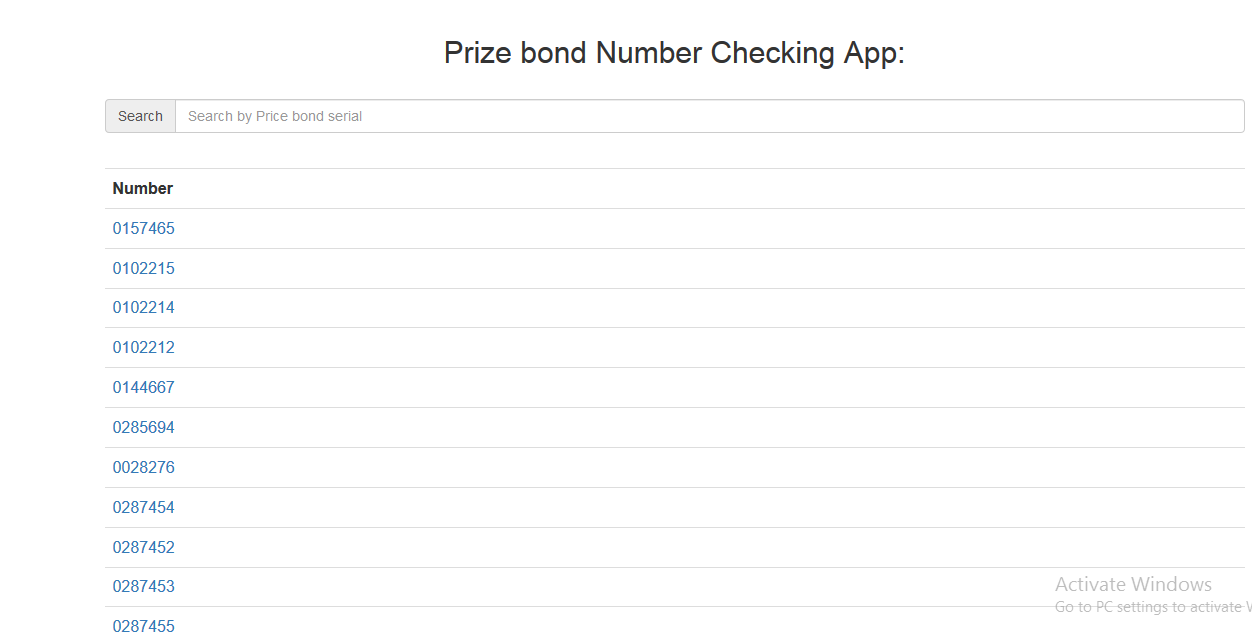 Prize bond Number Checking App:
Search Search by Price bond serial
Number
0157465
0102215
0102214
0102212
0144667
0285694
0028276
0287454
0287452
0287453
0287455
Activate Windows
Go to PC settings to activate W